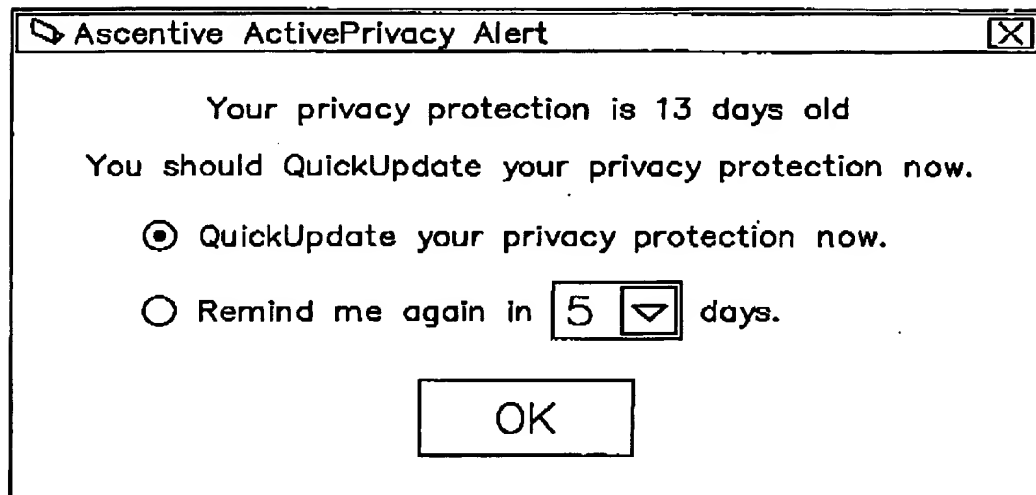 Ascentive ActivePrivacy Alert
Your privacy protection is 13 days old
You should QuickUpdate your privacy protection now.
QuickUpdate your privacy protection now.
Remind me again in 5 days.
OK